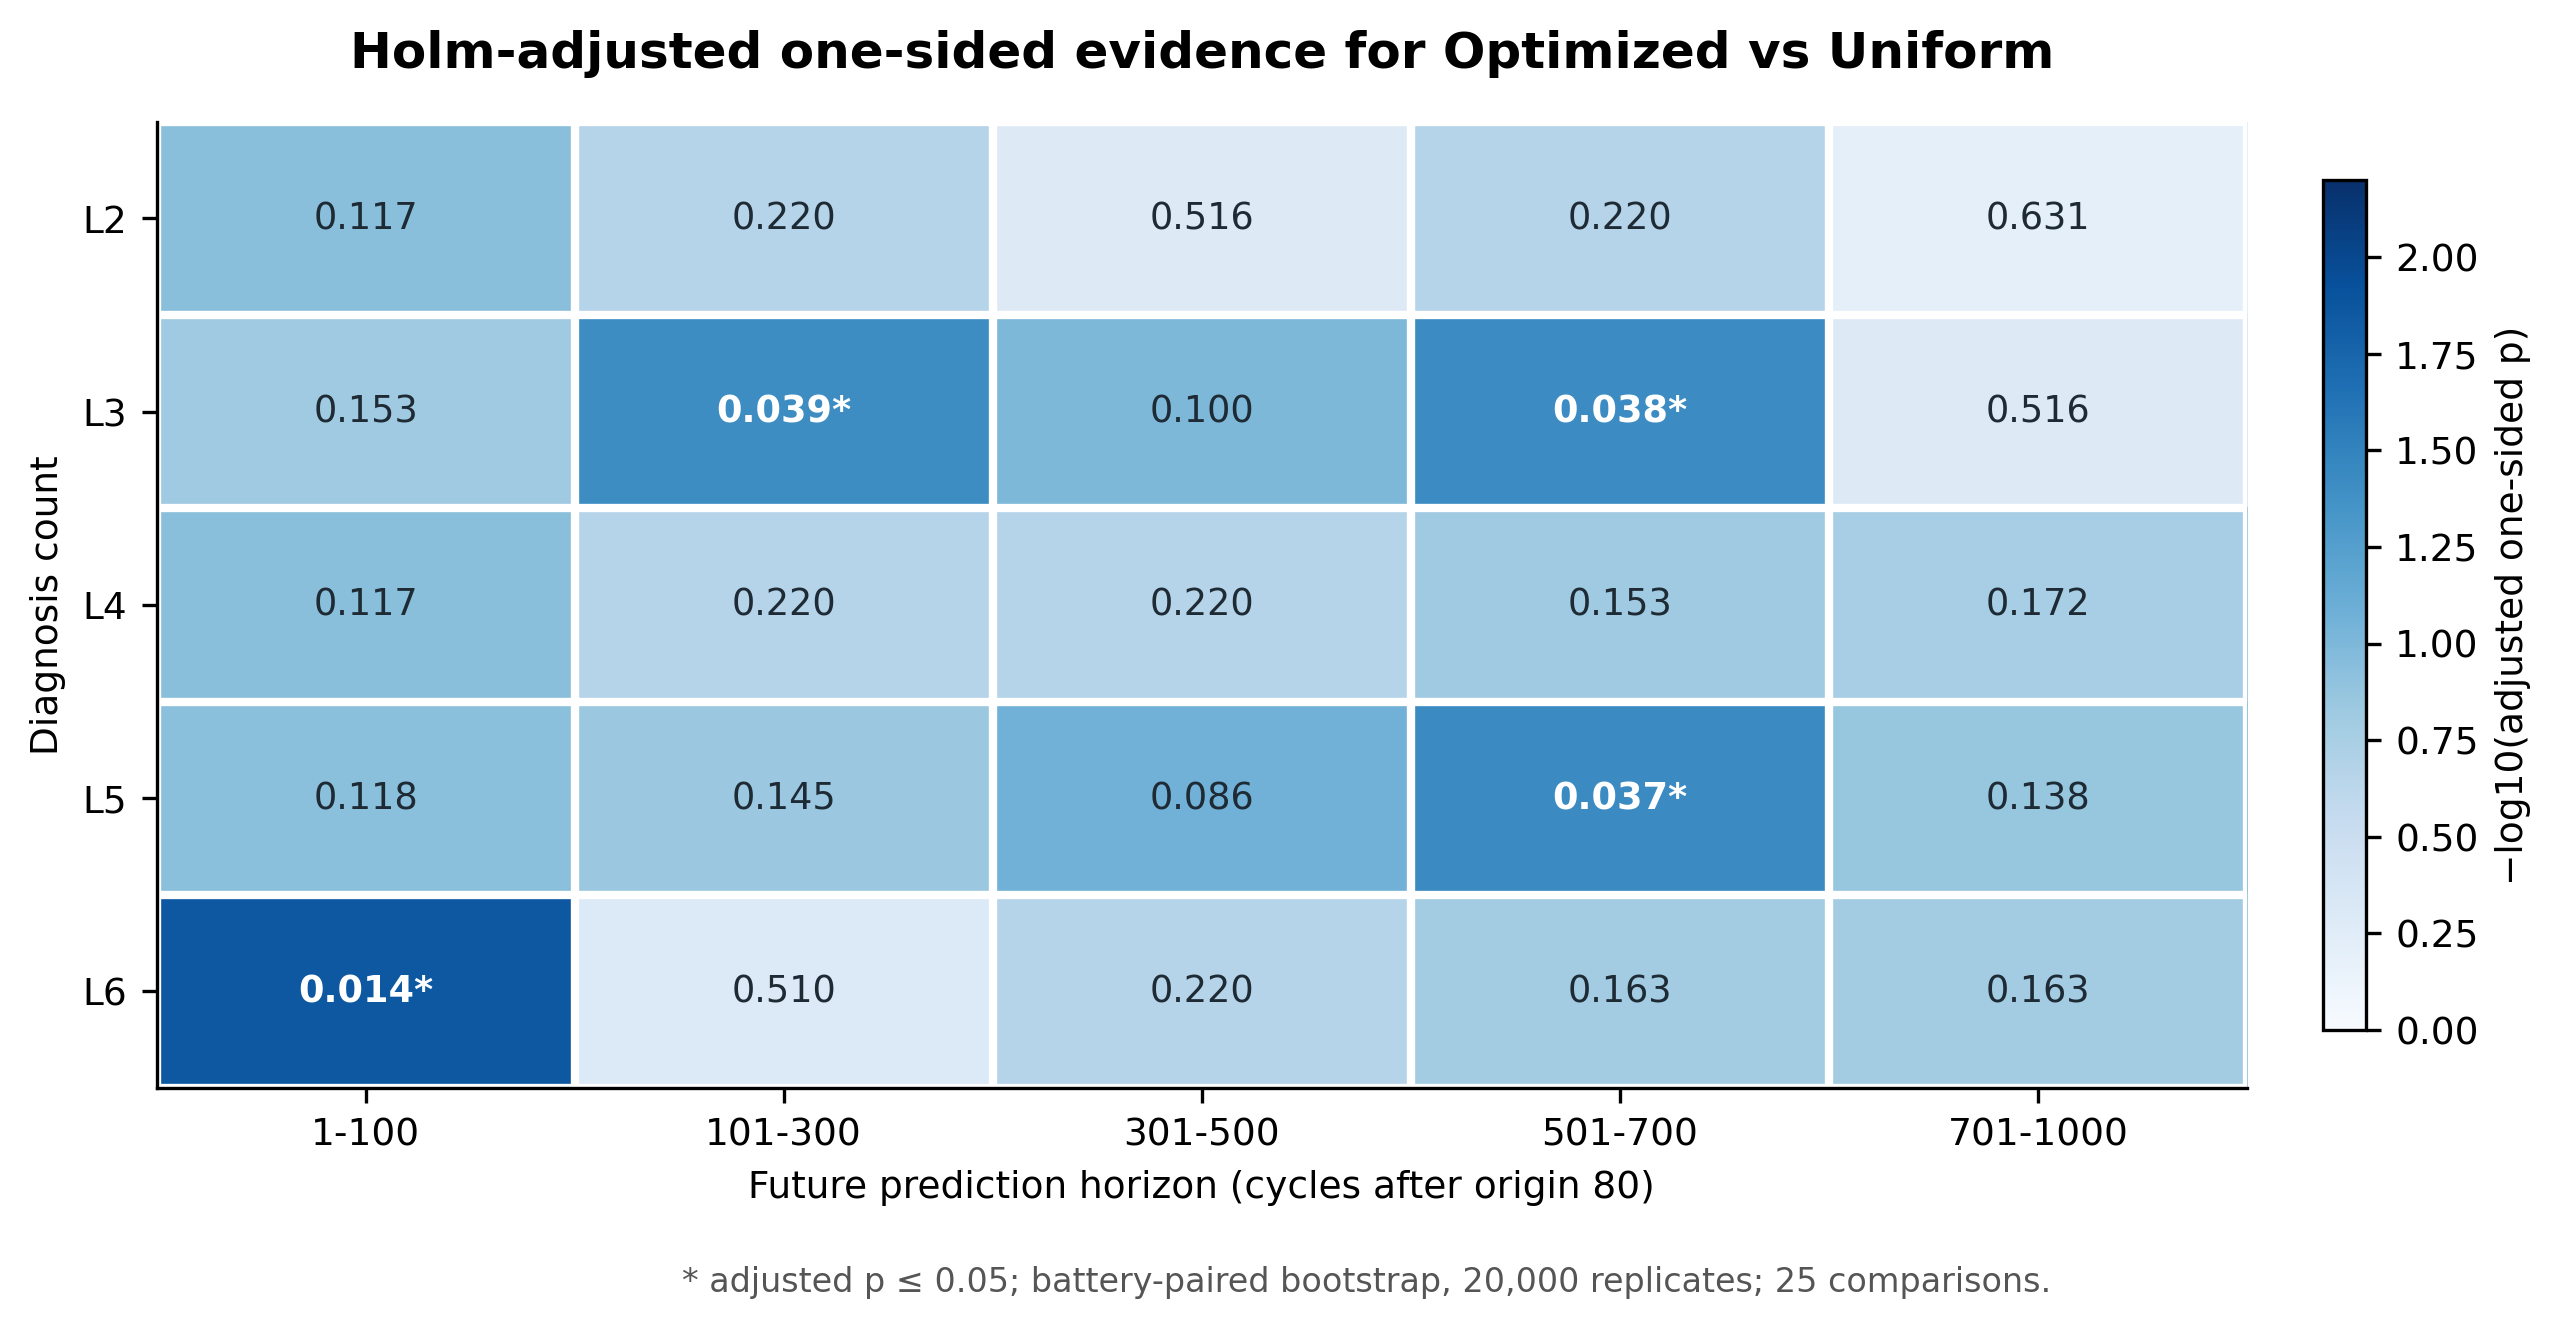 Holm-adjusted one-sided evidence for Optimized vs Uniform
Diagnosis count
L2 0.117 0.220 0.516 0.220 0.631
L3 0.153 0.039* 0.100 0.038* 0.516
L4 0.117 0.220 0.220 0.153 0.172
L5 0.118 0.145 0.086 0.037* 0.138
L6 0.014* 0.510 0.220 0.163 0.163
1-100 101-300 301-500 501-700 701-1000
Future prediction horizon (cycles after origin 80)
2.00
1.75
1.50
1.25
1.00
0.75
0.50
0.25
0.00
−log10(adjusted one-sided p)
* adjusted p ≤ 0.05; battery-paired bootstrap, 20,000 replicates; 25 comparisons.